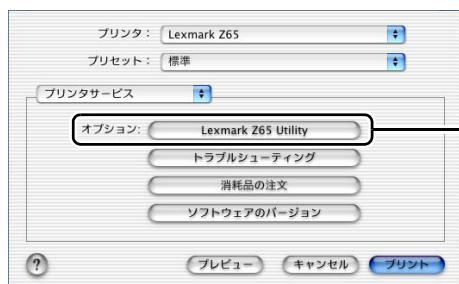 プリンタ： Lexmark Z65
プリセット： 標準
プリンタサービス
オプション: Lexmark Z65 Utility
トラブルシューティング
消耗品の注文
ソフトウェアのバージョン
? プレビュー キャンセル プリント